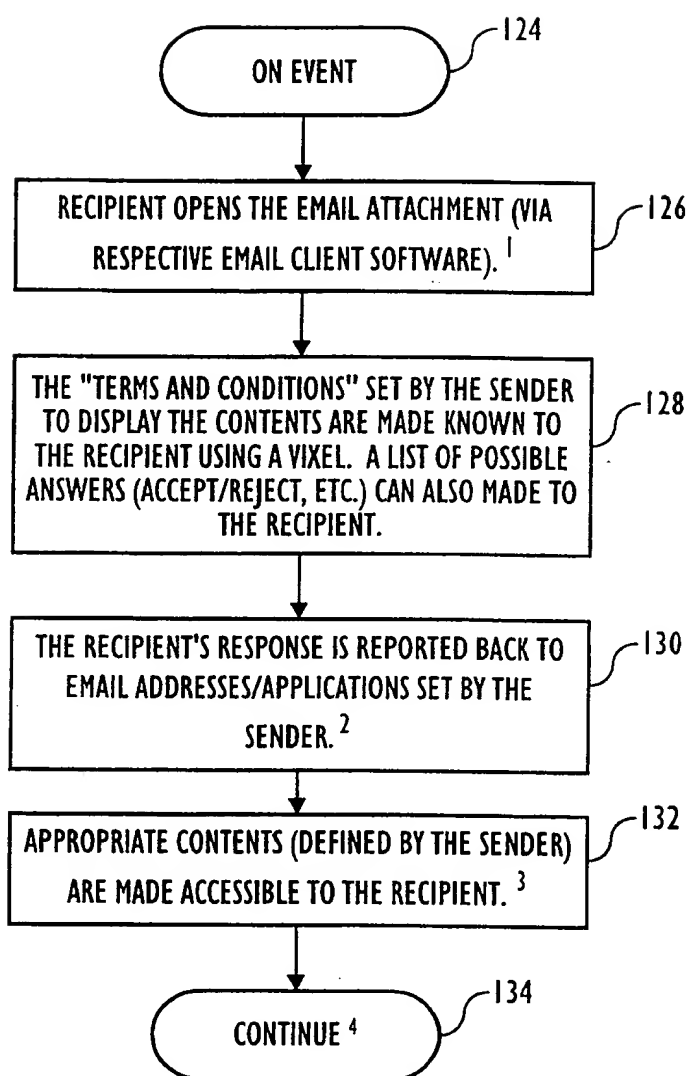 124
ON EVENT
RECIPIENT OPENS THE EMAIL ATTACHMENT (VIA
RESPECTIVE EMAIL CLIENT SOFTWARE). 1
126
THE "TERMS AND CONDITIONS" SET BY THE SENDER
TO DISPLAY THE CONTENTS ARE MADE KNOWN TO
THE RECIPIENT USING A VIXEL. A LIST OF POSSIBLE
ANSWERS (ACCEPT/REJECT, ETC.) CAN ALSO MADE TO
THE RECIPIENT.
128
THE RECIPIENT'S RESPONSE IS REPORTED BACK TO
EMAIL ADDRESSES/APPLICATIONS SET BY THE
SENDER. 2
130
APPROPRIATE CONTENTS (DEFINED BY THE SENDER)
ARE MADE ACCESSIBLE TO THE RECIPIENT. 3
132
CONTINUE 4
134